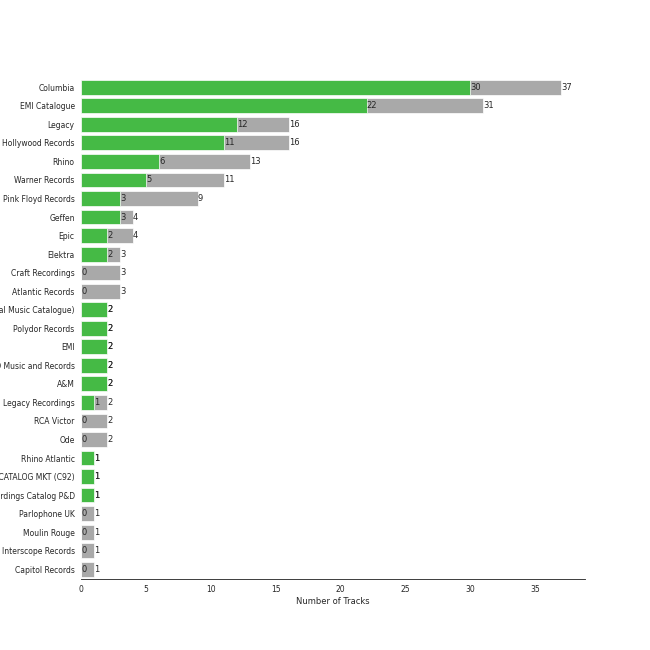 Columbia 30 37
EMI Catalogue 22 31
Legacy 12 16
Hollywood Records 11 16
Rhino 6 13
Warner Records 5 11
Pink Floyd Records 3 9
Geffen 3 4
Epic 2 4
Elektra 2 3
Craft Recordings 0 3
Atlantic Records 0 3
al Music Catalogue) 2
Polydor Records 2
EMI 2
Music and Records 2
A&M 2
Legacy Recordings 1 2
RCA Victor 0 2
Ode 0 2
Rhino Atlantic 1
CATALOG MKT (C92) 1
rdings Catalog P&D 1
Parlophone UK 0 1
Moulin Rouge 0 1
Interscope Records 0 1
Capitol Records 0 1
0 5 10 15 20 25 30 35
Number of Tracks